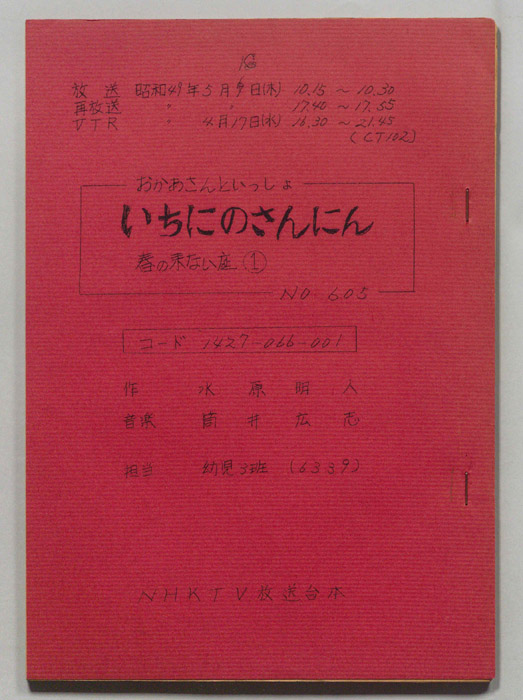 放送 昭和49年5月9日(木) 10.15 ～ 10.30
再放送 〃 〃 17.40 ～ 17.55
VTR 〃 4月17日(水) 16.30 ～ 21.45
(CT102)
おかあさんといっしょ
いちにのさんにん
春の来ない座 ①
NO 605
コード 1427-066-001
作 水原明人
音楽 筒井広志
担当 幼児3班 (6339)
NHKTV放送台本